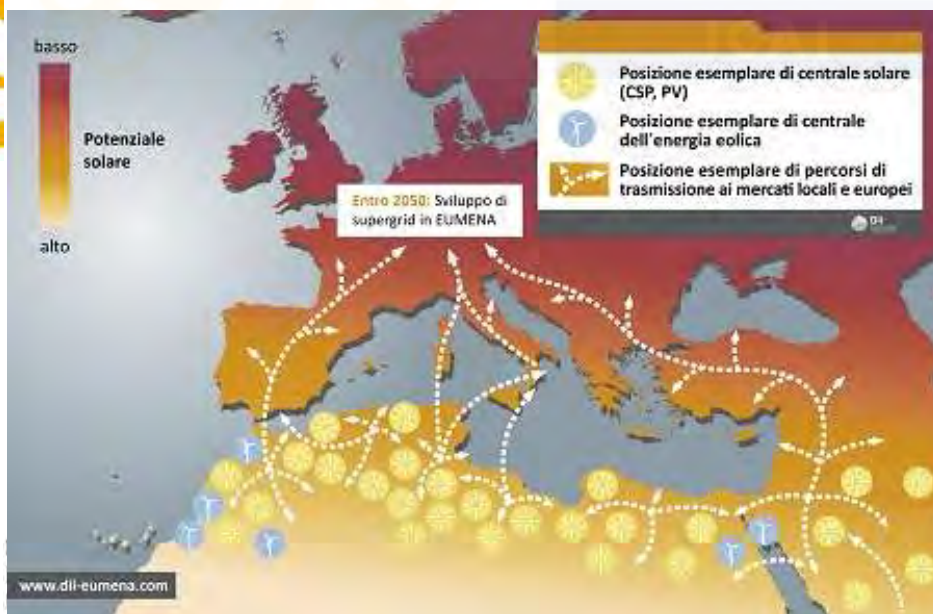 basso
Potenziale
solare
alto
Posizione esemplare di centrale solare
(CSP, PV)
Posizione esemplare di centrale
dell'energia eolica
Posizione esemplare di percorsi di
trasmissione ai mercati locali e europei
Entro 2050: Sviluppo di
supergrid in EUMENA
www.dii-eumena.com